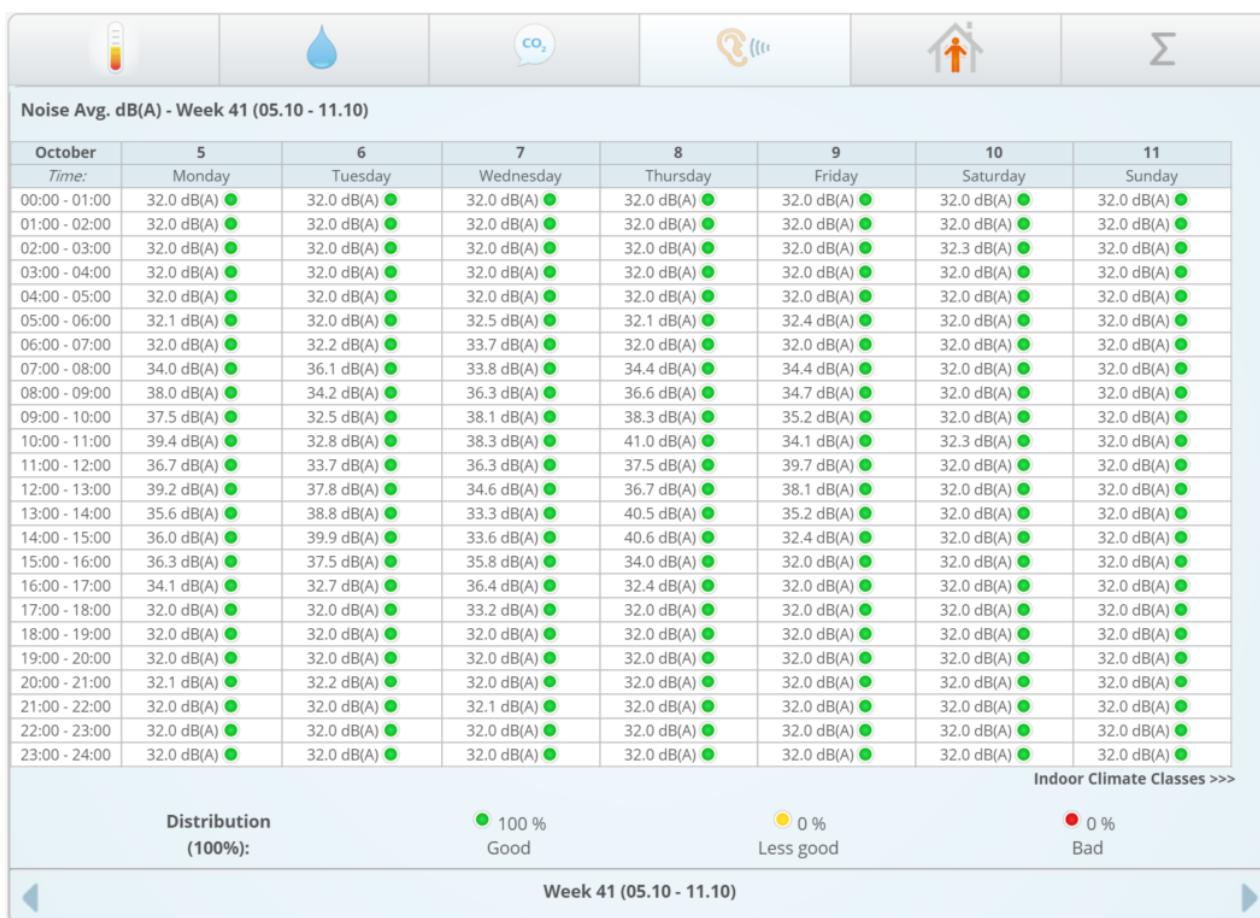 CO₂
Σ
Noise Avg. dB(A) - Week 41 (05.10 - 11.10)
October 5 6 7 8 9 10 11
Time: Monday Tuesday Wednesday Thursday Friday Saturday Sunday
00:00 - 01:00 32.0 dB(A) 32.0 dB(A) 32.0 dB(A) 32.0 dB(A) 32.0 dB(A) 32.0 dB(A) 32.0 dB(A)
01:00 - 02:00 32.0 dB(A) 32.0 dB(A) 32.0 dB(A) 32.0 dB(A) 32.0 dB(A) 32.0 dB(A) 32.0 dB(A)
02:00 - 03:00 32.0 dB(A) 32.0 dB(A) 32.0 dB(A) 32.0 dB(A) 32.0 dB(A) 32.3 dB(A) 32.0 dB(A)
03:00 - 04:00 32.0 dB(A) 32.0 dB(A) 32.0 dB(A) 32.0 dB(A) 32.0 dB(A) 32.0 dB(A) 32.0 dB(A)
04:00 - 05:00 32.0 dB(A) 32.0 dB(A) 32.0 dB(A) 32.0 dB(A) 32.0 dB(A) 32.0 dB(A) 32.0 dB(A)
05:00 - 06:00 32.1 dB(A) 32.0 dB(A) 32.5 dB(A) 32.1 dB(A) 32.4 dB(A) 32.0 dB(A) 32.0 dB(A)
06:00 - 07:00 32.0 dB(A) 32.2 dB(A) 33.7 dB(A) 32.0 dB(A) 32.0 dB(A) 32.0 dB(A) 32.0 dB(A)
07:00 - 08:00 34.0 dB(A) 36.1 dB(A) 33.8 dB(A) 34.4 dB(A) 34.4 dB(A) 32.0 dB(A) 32.0 dB(A)
08:00 - 09:00 38.0 dB(A) 34.2 dB(A) 36.3 dB(A) 36.6 dB(A) 34.7 dB(A) 32.0 dB(A) 32.0 dB(A)
09:00 - 10:00 37.5 dB(A) 32.5 dB(A) 38.1 dB(A) 38.3 dB(A) 35.2 dB(A) 32.0 dB(A) 32.0 dB(A)
10:00 - 11:00 39.4 dB(A) 32.8 dB(A) 38.3 dB(A) 41.0 dB(A) 34.1 dB(A) 32.3 dB(A) 32.0 dB(A)
11:00 - 12:00 36.7 dB(A) 33.7 dB(A) 36.3 dB(A) 37.5 dB(A) 39.7 dB(A) 32.0 dB(A) 32.0 dB(A)
12:00 - 13:00 39.2 dB(A) 37.8 dB(A) 34.6 dB(A) 36.7 dB(A) 38.1 dB(A) 32.0 dB(A) 32.0 dB(A)
13:00 - 14:00 35.6 dB(A) 38.8 dB(A) 33.3 dB(A) 40.5 dB(A) 35.2 dB(A) 32.0 dB(A) 32.0 dB(A)
14:00 - 15:00 36.0 dB(A) 39.9 dB(A) 33.6 dB(A) 40.6 dB(A) 32.4 dB(A) 32.0 dB(A) 32.0 dB(A)
15:00 - 16:00 36.3 dB(A) 37.5 dB(A) 35.8 dB(A) 34.0 dB(A) 32.0 dB(A) 32.0 dB(A) 32.0 dB(A)
16:00 - 17:00 34.1 dB(A) 32.7 dB(A) 36.4 dB(A) 32.4 dB(A) 32.0 dB(A) 32.0 dB(A) 32.0 dB(A)
17:00 - 18:00 32.0 dB(A) 32.0 dB(A) 33.2 dB(A) 32.0 dB(A) 32.0 dB(A) 32.0 dB(A) 32.0 dB(A)
18:00 - 19:00 32.0 dB(A) 32.0 dB(A) 32.0 dB(A) 32.0 dB(A) 32.0 dB(A) 32.0 dB(A) 32.0 dB(A)
19:00 - 20:00 32.0 dB(A) 32.0 dB(A) 32.0 dB(A) 32.0 dB(A) 32.0 dB(A) 32.0 dB(A) 32.0 dB(A)
20:00 - 21:00 32.1 dB(A) 32.2 dB(A) 32.0 dB(A) 32.0 dB(A) 32.0 dB(A) 32.0 dB(A) 32.0 dB(A)
21:00 - 22:00 32.0 dB(A) 32.0 dB(A) 32.1 dB(A) 32.0 dB(A) 32.0 dB(A) 32.0 dB(A) 32.0 dB(A)
22:00 - 23:00 32.0 dB(A) 32.0 dB(A) 32.0 dB(A) 32.0 dB(A) 32.0 dB(A) 32.0 dB(A) 32.0 dB(A)
23:00 - 24:00 32.0 dB(A) 32.0 dB(A) 32.0 dB(A) 32.0 dB(A) 32.0 dB(A) 32.0 dB(A) 32.0 dB(A)
Indoor Climate Classes >>>
Distribution 100 % 0 % 0 %
(100%): Good Less good Bad
Week 41 (05.10 - 11.10)